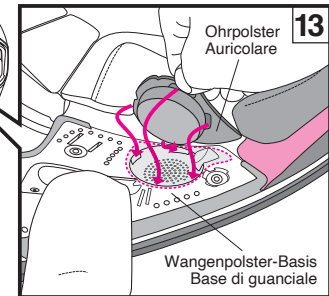 13
Ohrpolster
Auricolare
Wangenpolster-Basis
Base di guanciale